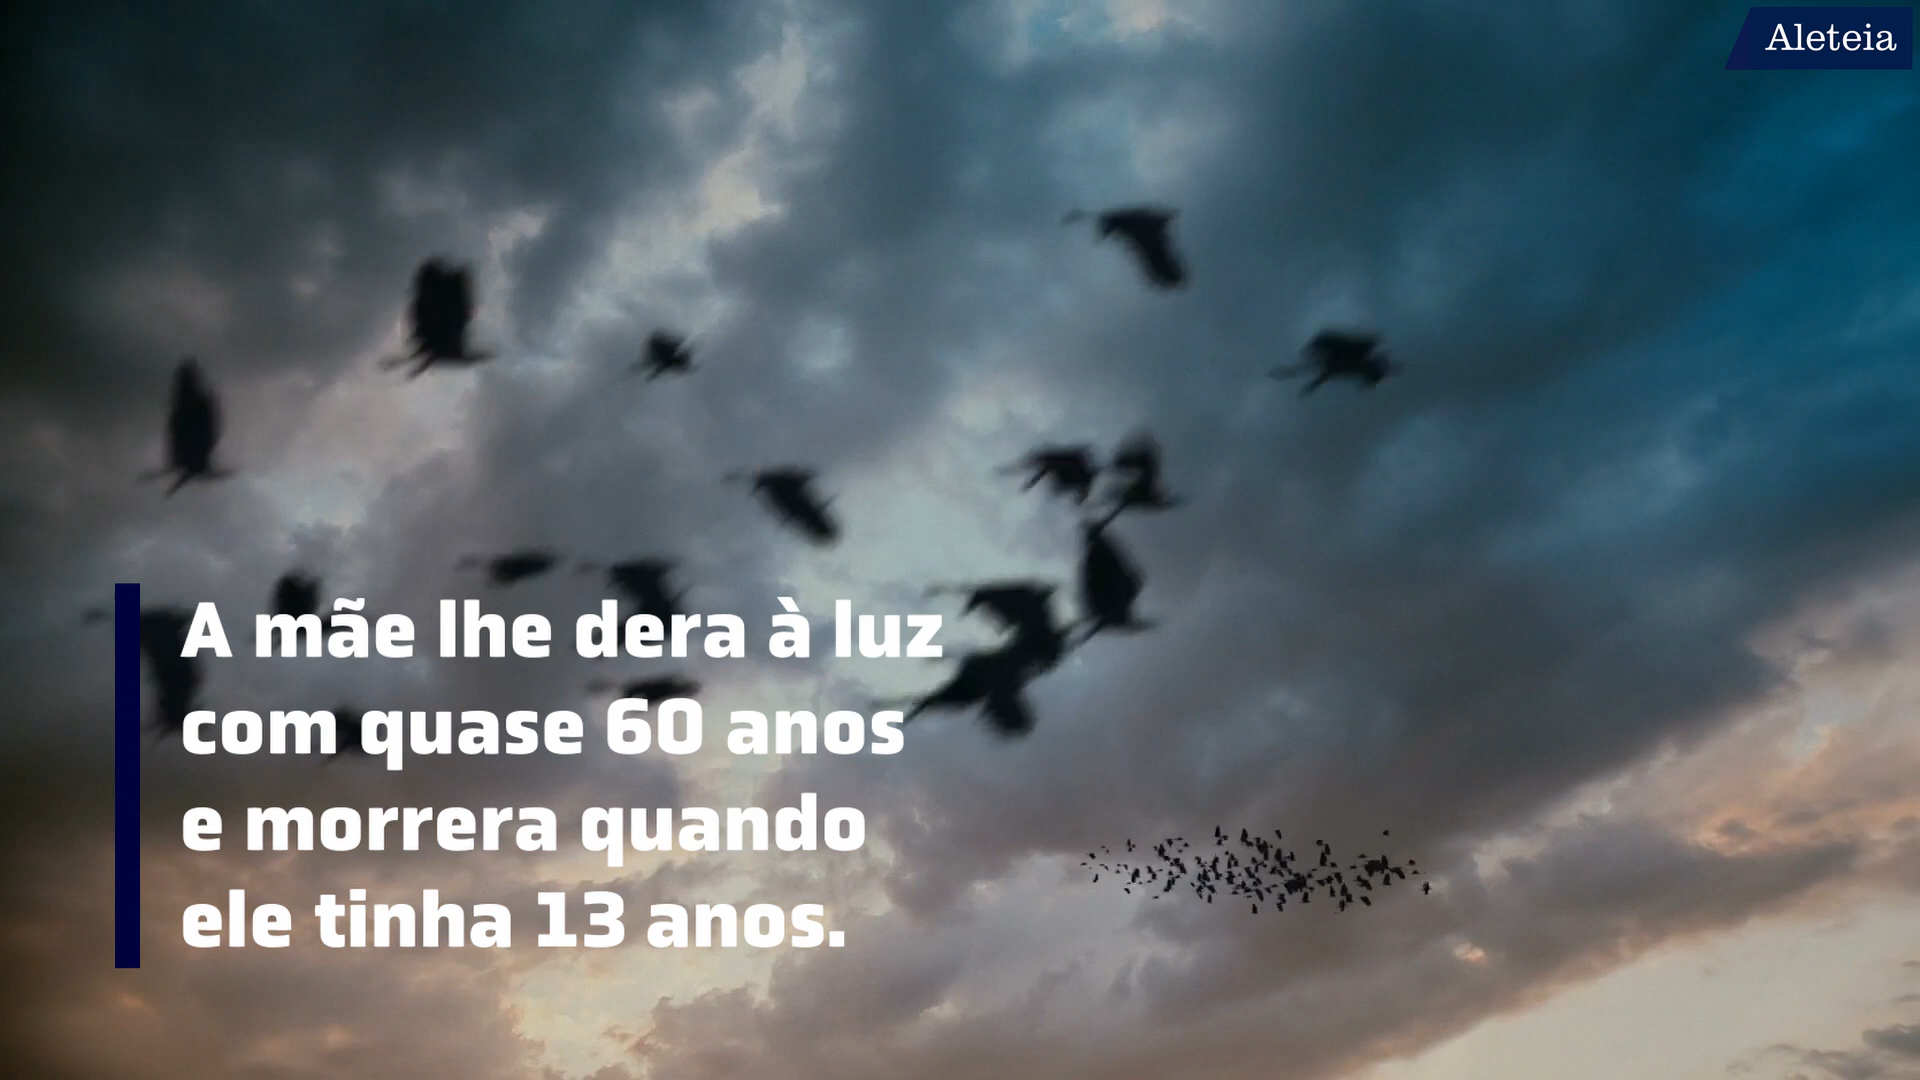 Aleteia
A mãe lhe dera à luz
com quase 60 anos
e morrera quando
ele tinha 13 anos.